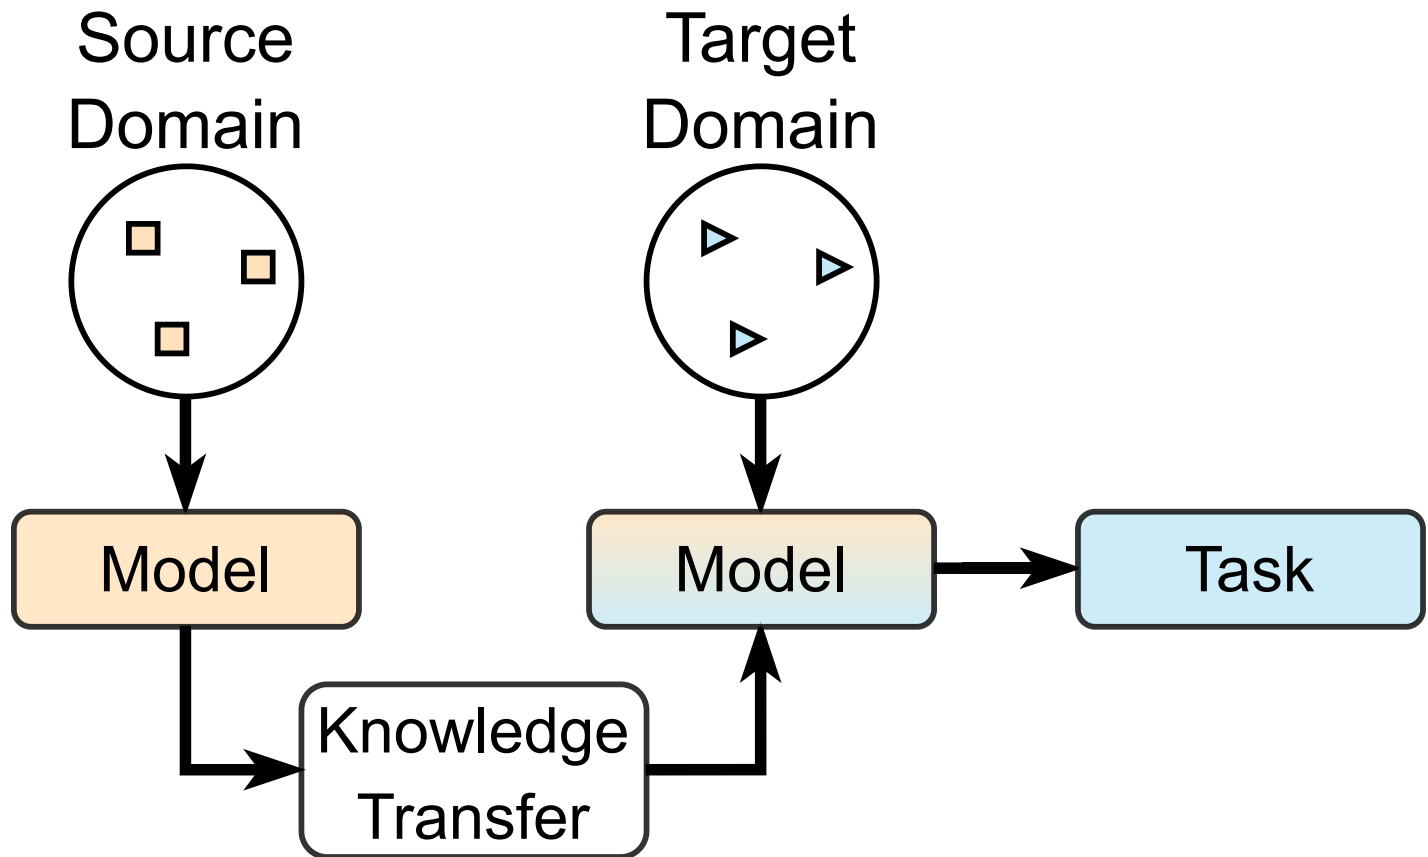 Source
Domain
Target
Domain
Model
Model
Task
Knowledge
Transfer